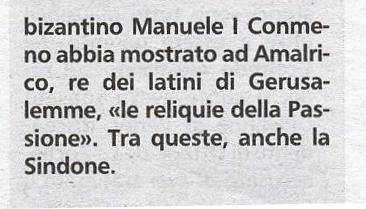 bizantino Manuele I Conme-
no abbia mostrato ad Amalri-
co, re dei latini di Gerusa-
lemme, «le reliquie della Pas-
sione». Tra queste, anche la
Sindone.